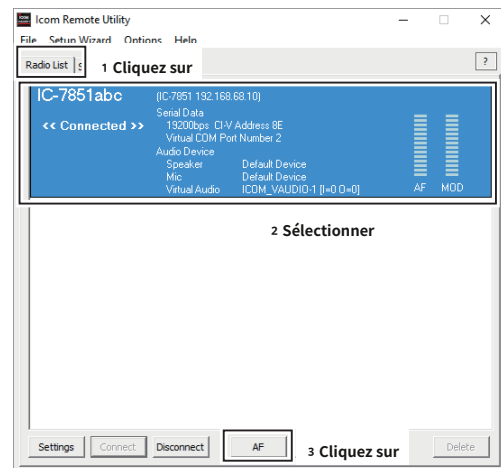 Icom Remote Utility
File Setup Wizard Options Help
Radio List
1 Cliquez sur
?
IC-7851abc (IC-7851 192.168.68.10)
<< Connected >>
Serial Data
19200bps CI-V Address 8E
Virtual COM Port Number 2
Audio Device
Speaker Default Device
Mic Default Device
Virtual Audio ICOM_VAUDIO-1 [I=0 O=0]
AF MOD
2 Sélectionner
Settings Connect Disconnect AF 3 Cliquez sur Delete